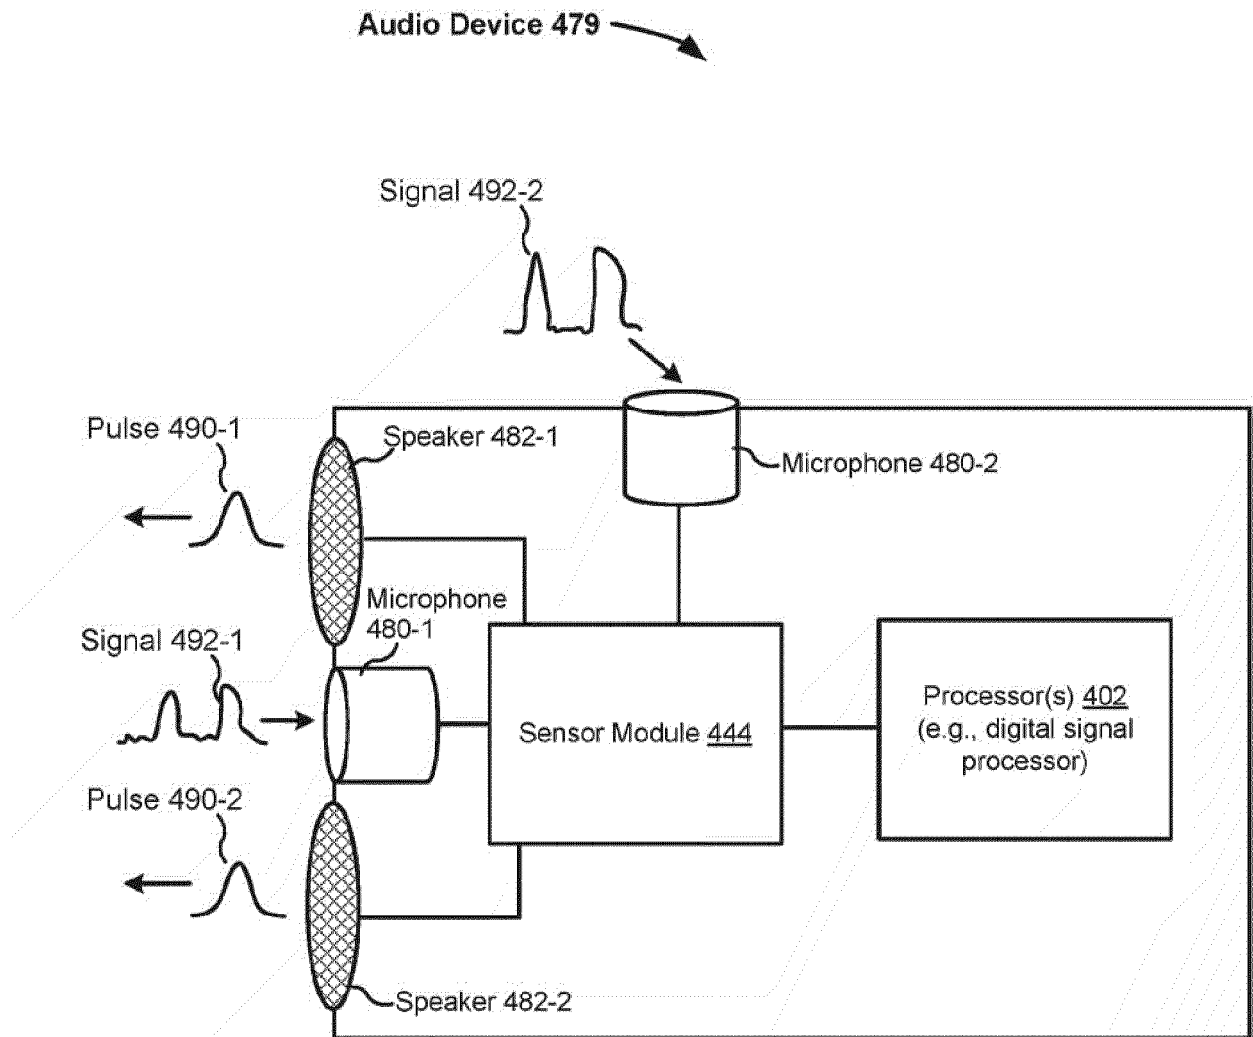 Audio Device 479
Signal 492-2
Pulse 490-1
Speaker 482-1
Microphone 480-2
Microphone
480-1
Signal 492-1
Sensor Module 444
Processor(s) 402
(e.g., digital signal
processor)
Pulse 490-2
Speaker 482-2